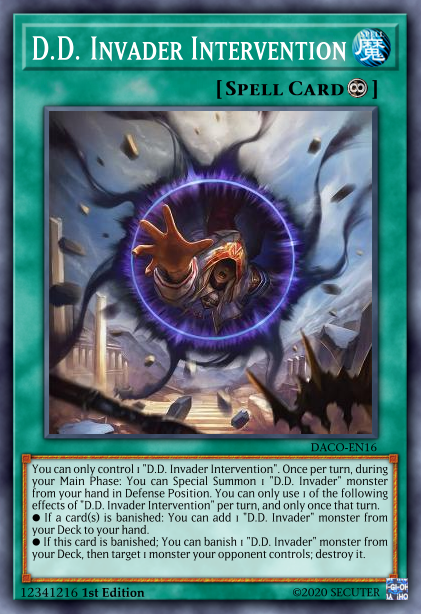 D.D. INVADER INTERVENTION 魔
[SPELL CARD]
DACO-EN16
You can only control 1 "D.D. Invader Intervention". Once per turn, during
your Main Phase: You can Special Summon 1 "D.D. Invader" monster
from your hand in Defense Position. You can only use 1 of the following
effects of "D.D. Invader Intervention" per turn, and only once that turn.
● If a card(s) is banished: You can add 1 "D.D. Invader" monster from
your Deck to your hand.
● If this card is banished; You can banish 1 "D.D. Invader" monster from
your Deck, then target 1 monster your opponent controls; destroy it.
12341216 1st Edition
©2020 SECUTER